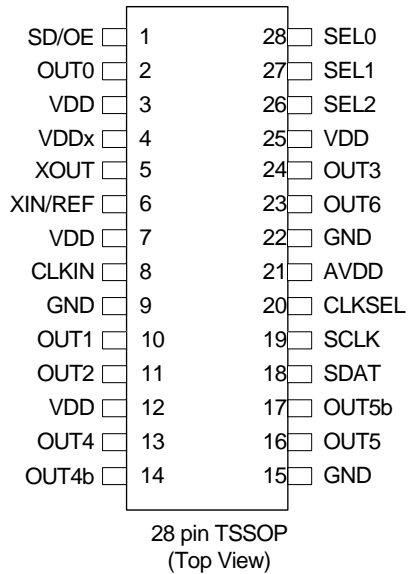 SD/OE 1 28 SEL0
OUT0 2 27 SEL1
VDD 3 26 SEL2
VDDx 4 25 VDD
XOUT 5 24 OUT3
XIN/REF 6 23 OUT6
VDD 7 22 GND
CLKIN 8 21 AVDD
GND 9 20 CLKSEL
OUT1 10 19 SCLK
OUT2 11 18 SDAT
VDD 12 17 OUT5b
OUT4 13 16 OUT5
OUT4b 14 15 GND
28 pin TSSOP
(Top View)